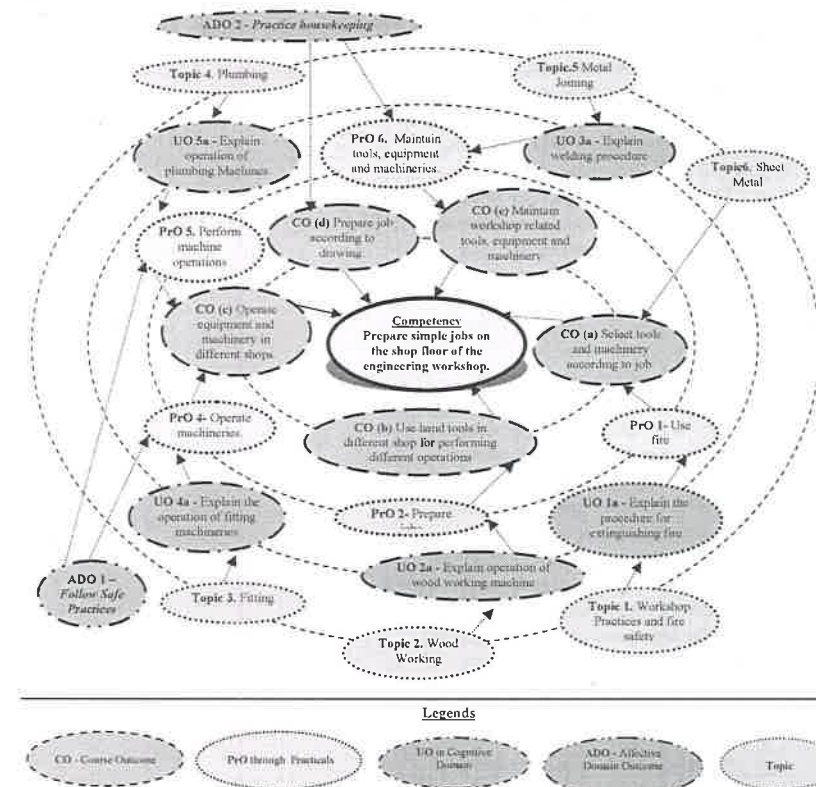 ADO 2 - Practice housekeeping
Topic 4. Plumbing
Topic.5 Metal
Joining
UO 5a - Explain
operation of
plumbing Machines
PrO 6. Maintain
tools, equipment
and machineries
UO 3a - Explain
welding procedure
Topic6. Sheet
Metal
CO (d) Prepare job
according to
drawing
CO (e) Maintain
workshop related
tools, equipment and
machinery
PrO 5. Perform
machine
operations
CO (c) Operate
equipment and
machinery in
different shops
Competency
Prepare simple jobs on
the shop floor of the
engineering workshop.
CO (a) Select tools
and machinery
according to job
PrO 4- Operate
machineries.
CO (b) Use hand tools in
different shop for performing
different operations
PrO 1- Use
fire
UO 4a - Explain the
operation of fitting
machineries
PrO 2- Prepare
UO 1a - Explain the
procedure for
extinguishing fire
ADO 1 –
Follow Safe
Practices
Topic 3. Fitting
UO 2a - Explain operation of
wood working machine
Topic 2. Wood
Working
Topic 1. Workshop
Practices and fire
safety
Legends
CO - Course Outcome
PrO through Practicals
UO in Cognitive
Domain
ADO - Affective
Domain Outcome
Topic